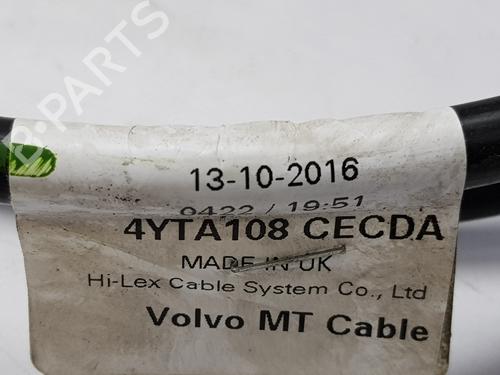 B-PARTS
13-10-2016
0422 / 19:51
4YTA108 CECDA
MADE IN UK
Hi-Lex Cable System Co., Ltd
Volvo MT Cable